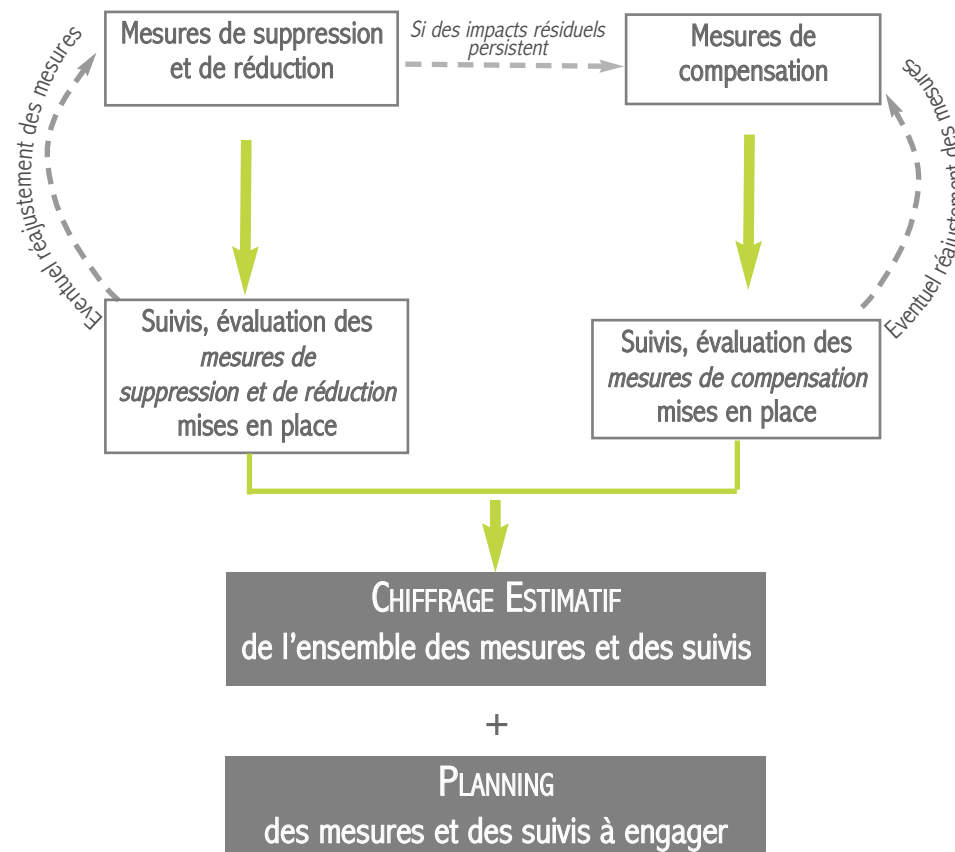 Mesures de suppression
et de réduction
Si des impacts résiduels
persistent
Mesures de
compensation
Eventuel réajustement des mesures
Eventuel réajustement des mesures
Suivis, évaluation des
mesures de
suppression et de réduction
mises en place
Suivis, évaluation des
mesures de compensation
mises en place
CHIFFRAGE ESTIMATIF
de l'ensemble des mesures et des suivis
+
PLANNING
des mesures et des suivis à engager